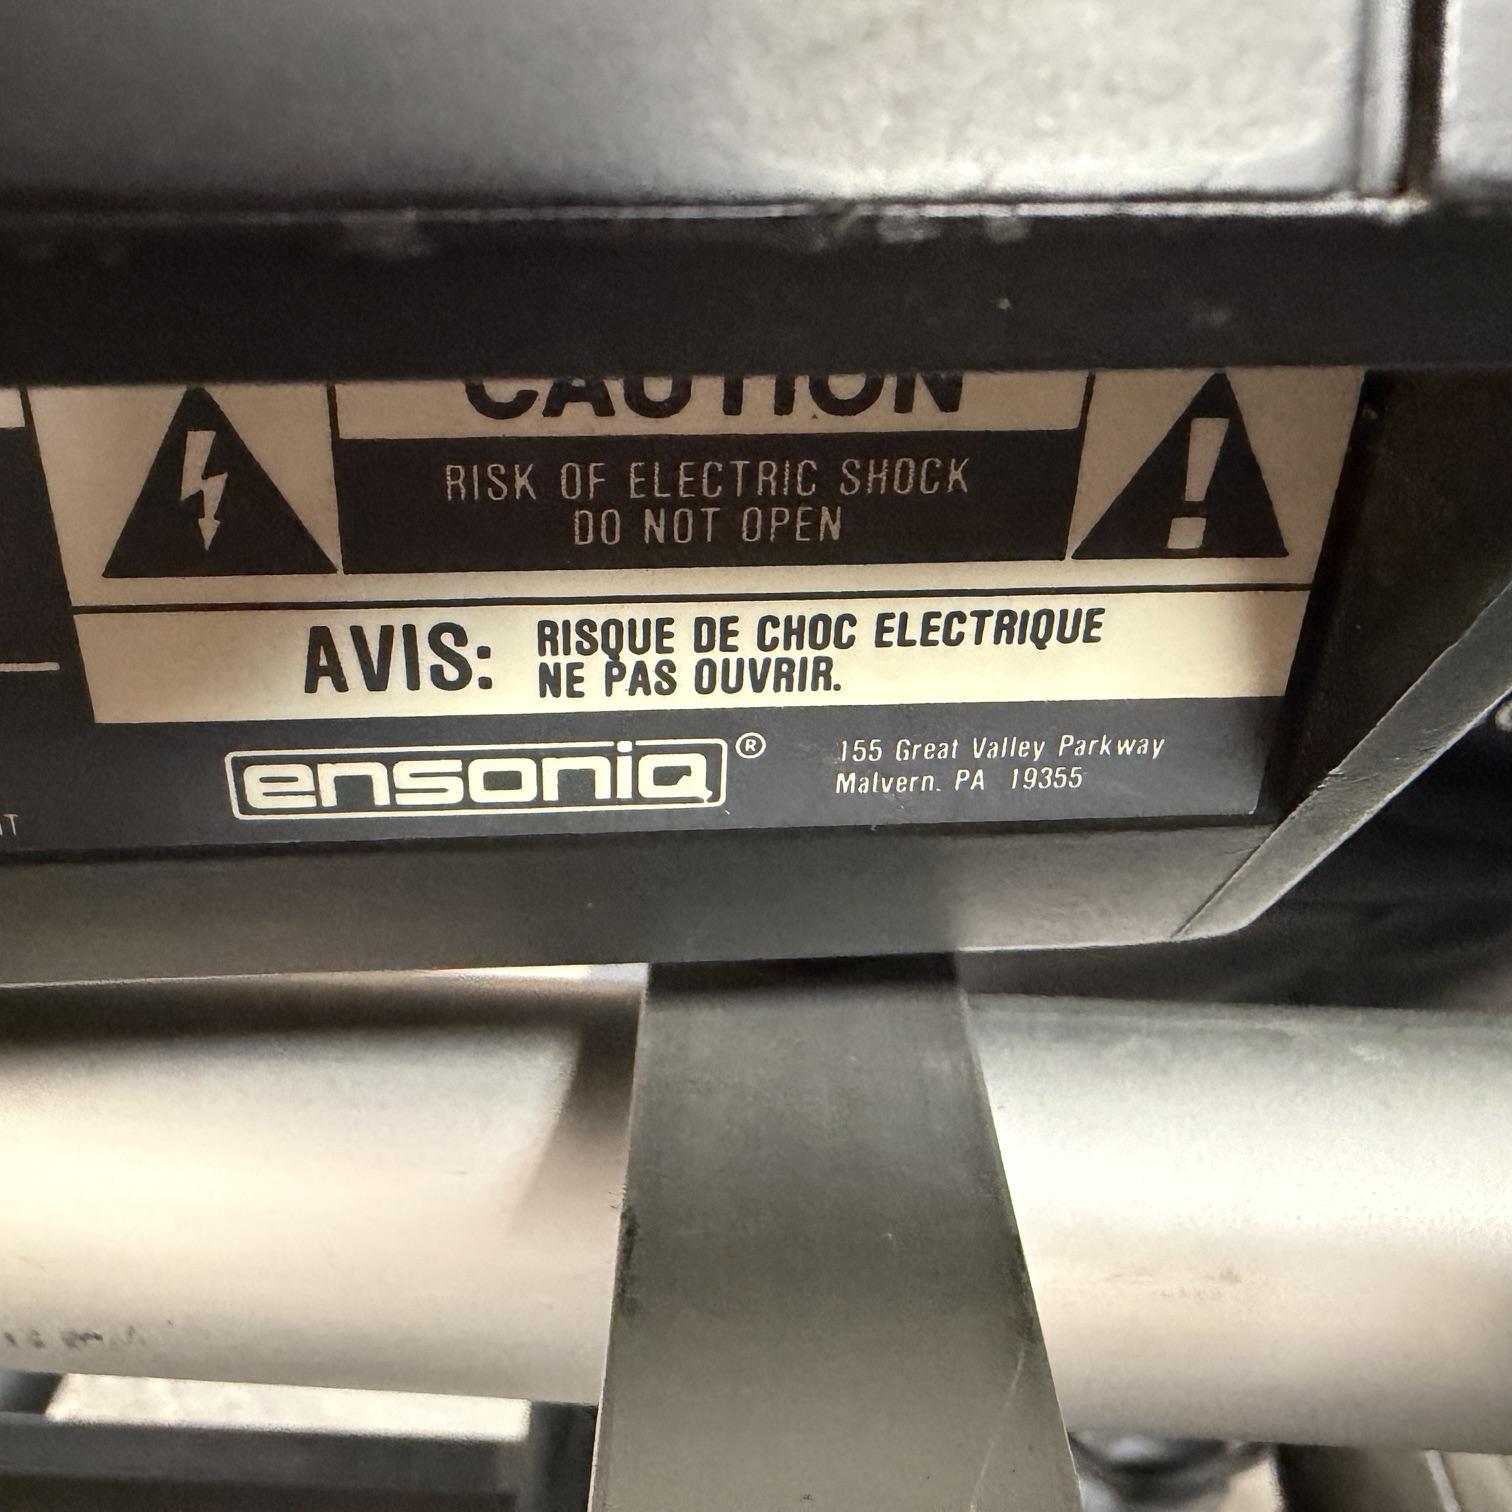 CAUTION
RISK OF ELECTRIC SHOCK
DO NOT OPEN
AVIS: RISQUE DE CHOC ELECTRIQUE
NE PAS OUVRIR.
ensoniq®
155 Great Valley Parkway
Malvern. PA 19355